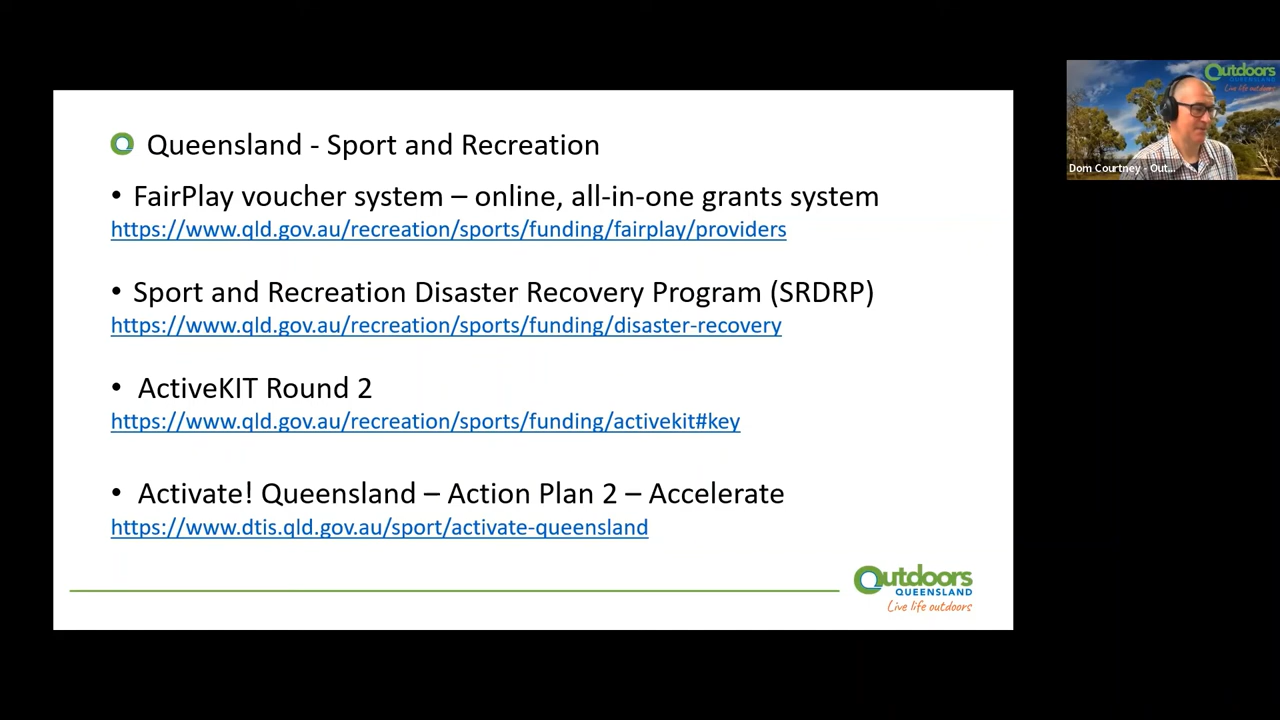 Queensland - Sport and Recreation
• FairPlay voucher system – online, all-in-one grants system
https://www.qld.gov.au/recreation/sports/funding/fairplay/providers
• Sport and Recreation Disaster Recovery Program (SRDRP)
https://www.qld.gov.au/recreation/sports/funding/disaster-recovery
• ActiveKIT Round 2
https://www.qld.gov.au/recreation/sports/funding/activekit#key
• Activate! Queensland – Action Plan 2 – Accelerate
https://www.dtis.qld.gov.au/sport/activate-queensland
Outdoors
QUEENSLAND
Live life outdoors
Outdoors
QUEENSLAND
Live life outdoors
Dom Courtney - Out...